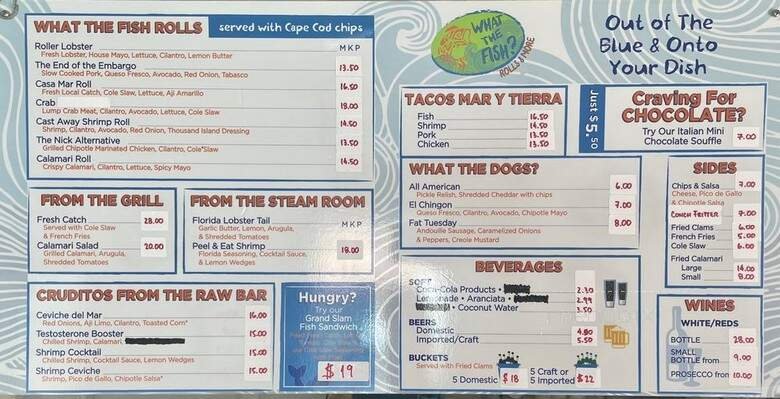 WHAT THE FISH ROLLS served with Cape Cod chips
Roller Lobster MKP
Fresh Lobster, House Mayo, Lettuce, Cilantro, Lemon Butter
The End of the Embargo 13.50
Slow Cooked Pork, Queso Fresco, Avocado, Red Onion, Tabasco
Casa Mar Roll 16.50
Fresh Local Catch, Cole Slaw, Lettuce, Aji Amarillo
Crab 18.00
Lump Crab Meat, Cilantro, Avocado, Lettuce, Cole Slaw
Cast Away Shrimp Roll 14.50
Shrimp, Cilantro, Avocado, Red Onion, Thousand Island Dressing
The Nick Alternative 13.50
Grilled Chipotle Marinated Chicken, Cilantro, Cole Slaw
Calamari Roll 14.50
Crispy Calamari, Cilantro, Lettuce, Spicy Mayo
FROM THE GRILL
Fresh Catch 28.00
Served with Cole Slaw
& French Fries
Calamari Salad 20.00
Grilled Calamari, Arugula,
Shredded Tomatoes
FROM THE STEAM ROOM
Florida Lobster Tail MKP
Garlic Butter, Lemon, Arugula,
& Shredded Tomatoes
Peel & Eat Shrimp 18.00
Florida Seasoning, Cocktail Sauce,
& Lemon Wedges
CRUDITOS FROM THE RAW BAR
Ceviche del Mar 16.00
Red Onions, Aji Limo, Cilantro, Toasted Corn*
Testosterone Booster 15.00
Chilled Shrimp, Calamari,
Shrimp Cocktail 15.00
Chilled Shrimp, Cocktail Sauce, Lemon Wedges
Shrimp Ceviche 15.00
Shrimp, Pico de Gallo, Chipotle Salsa*
Hungry?
Try our
Grand Slam
Fish Sandwich
$ 19
WHAT
THE
FISH?
ROLLS & MORE
Out of The
Blue & Onto
Your Dish
TACOS MAR Y TIERRA
Fish 16.50
Shrimp 14.50
Pork 13.50
Chicken 13.50
Just $5.50
Craving For
CHOCOLATE?
Try Our Italian Mini
Chocolate Souffle 7.00
WHAT THE DOGS?
All American 6.00
Pickle Relish, Shredded Cheddar with chips
El Chingon 7.00
Queso Fresco, Cilantro, Avocado, Chipotle Mayo
Fat Tuesday 8.00
Andouille Sausage, Caramelized Onions
& Peppers, Creole Mustard
SIDES
Chips & Salsa 7.00
Cheese, Pico de Gallo
& Chipotle Salsa
CONCH FRITTER 9.00
Fried Clams 6.00
French Fries 5.00
Cole Slaw 6.00
Fried Calamari
Large 14.00
Small 8.00
BEVERAGES
SOFT
Coca-Cola Products • 2.70
Lemonade • Aranciata • 2.99
• Coconut Water 3.50
BEERS
Domestic 4.80
Imported/Craft 5.50
BUCKETS
Served with Fried Clams
5 Domestic $ 18
5 Craft or
5 Imported $ 22
WINES
WHITE/REDS
BOTTLE 28.00
SMALL
BOTTLE from 9.00
PROSECCO from 10.00